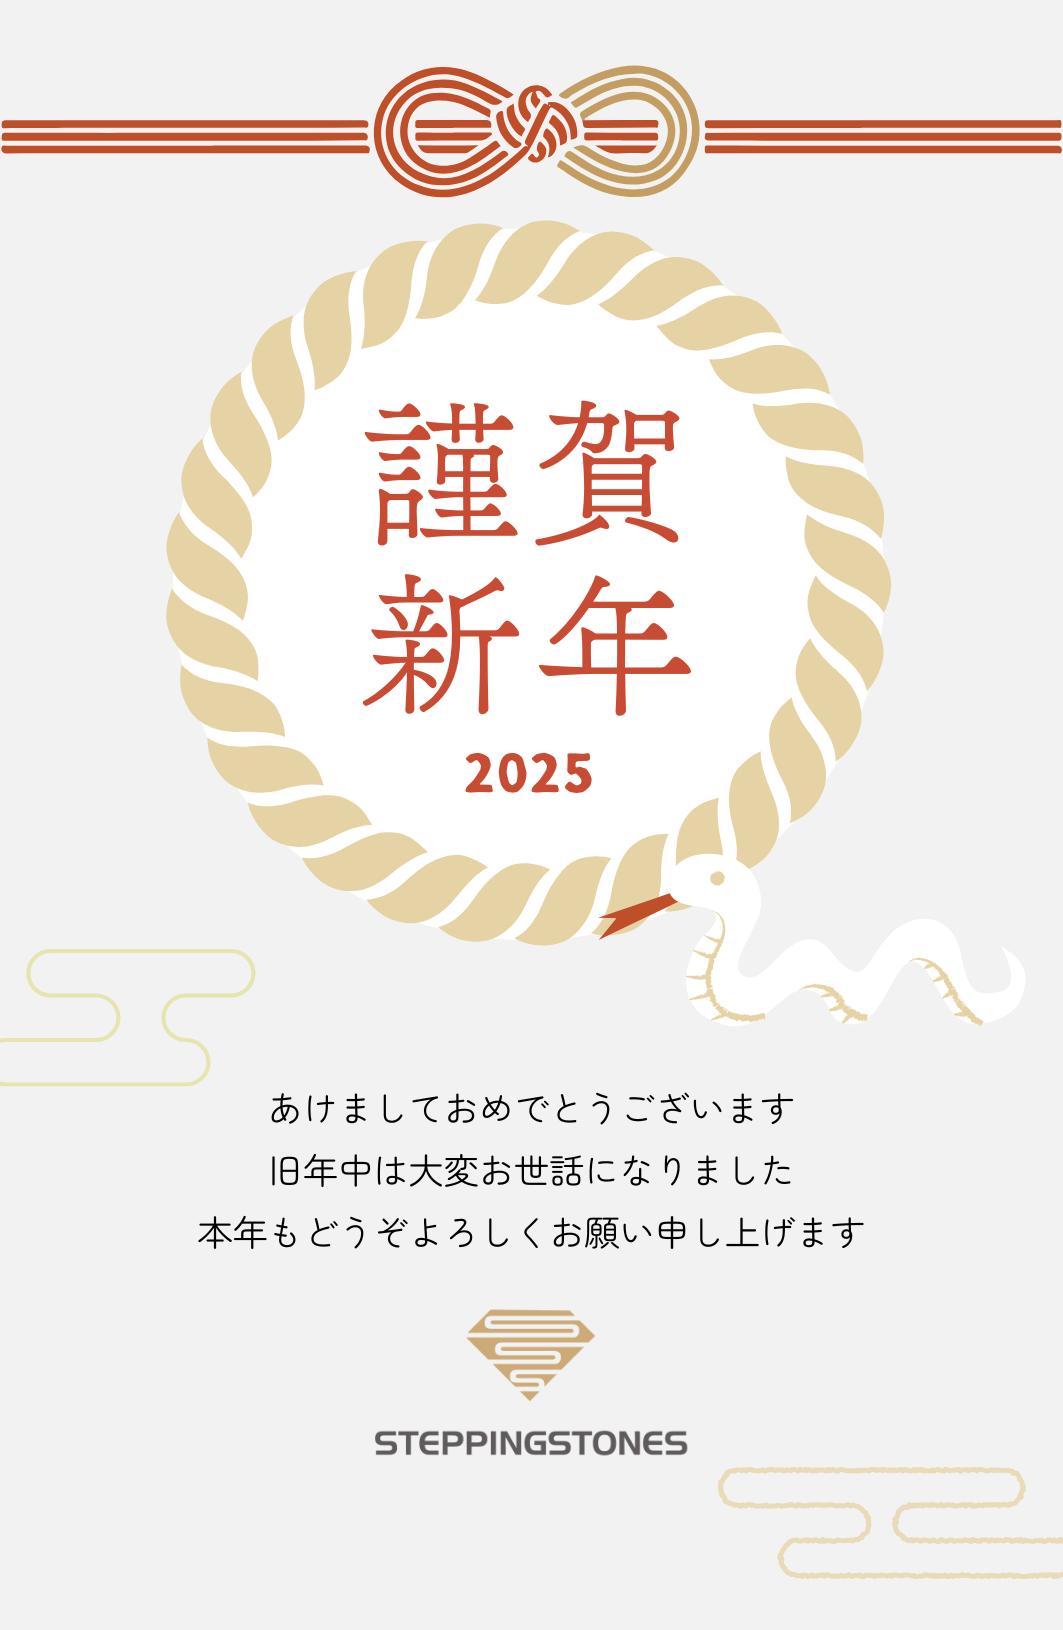 謹賀
新年
2025
あけましておめでとうございます
旧年中は大変お世話になりました
本年もどうぞよろしくお願い申し上げます
STEPPINGSTONES